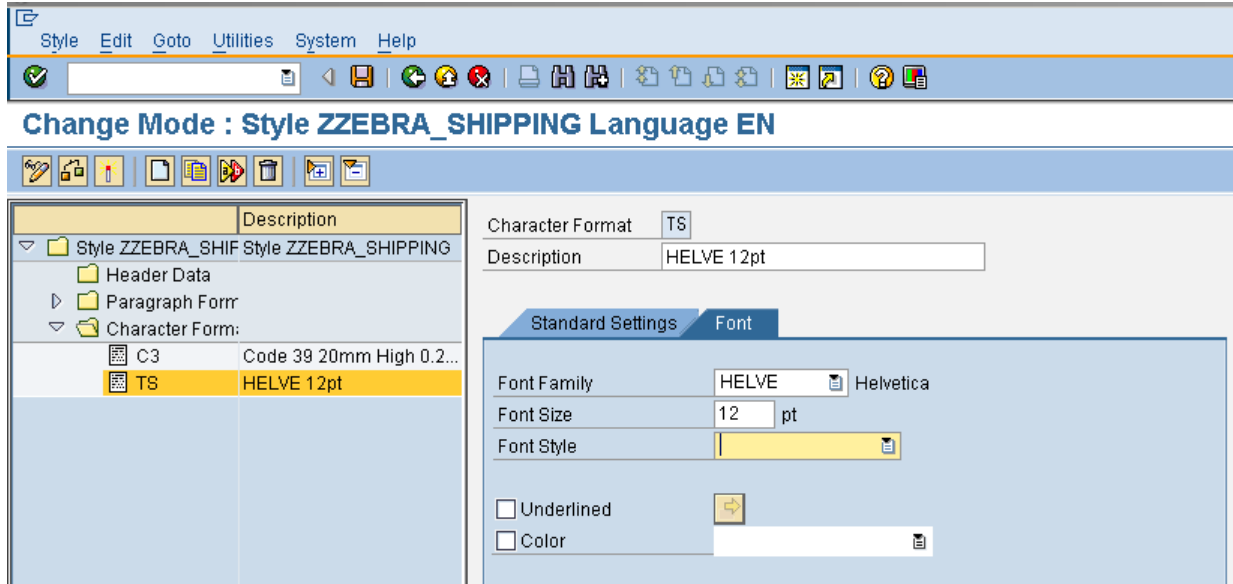 Style Edit Goto Utilities System Help
Change Mode : Style ZZEBRA_SHIPPING Language EN
Description
Style ZZEBRA_SHIF Style ZZEBRA_SHIPPING
Header Data
Paragraph Form
Character Forma
C3 Code 39 20mm High 0.2...
TS HELVE 12pt
Character Format TS
Description HELVE 12pt
Standard Settings Font
Font Family HELVE Helvetica
Font Size 12 pt
Font Style
Underlined
Color